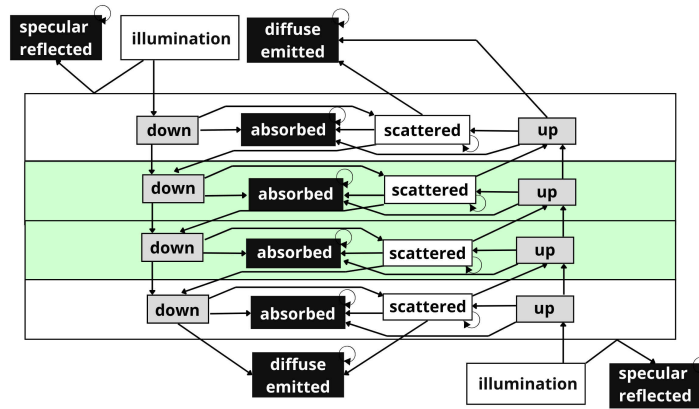 specular
reflected
illumination
diffuse
emitted
down
absorbed
scattered
up
down
absorbed
scattered
up
down
absorbed
scattered
up
down
absorbed
scattered
up
diffuse
emitted
illumination
specular
reflected